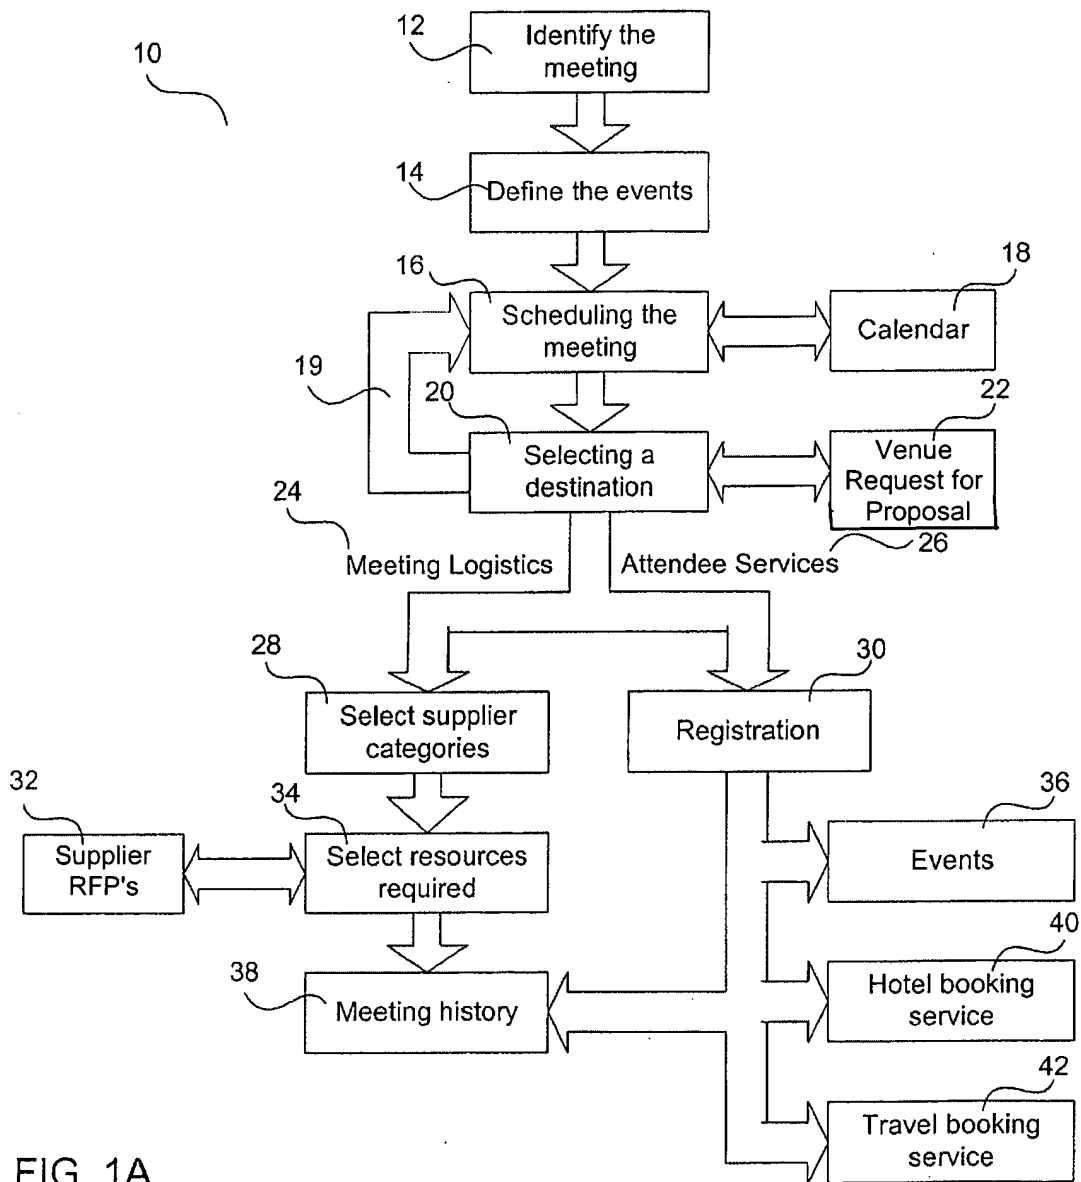 12
Identify the
meeting
10
14
Define the events
16
Scheduling the
meeting
18
Calendar
19
20
Selecting a
destination
22
Venue
Request for
Proposal
24
Meeting Logistics
Attendee Services
26
28
Select supplier
categories
30
Registration
32
Supplier
RFP's
34
Select resources
required
36
Events
38
Meeting history
40
Hotel booking
service
42
Travel booking
service
FIG. 1A